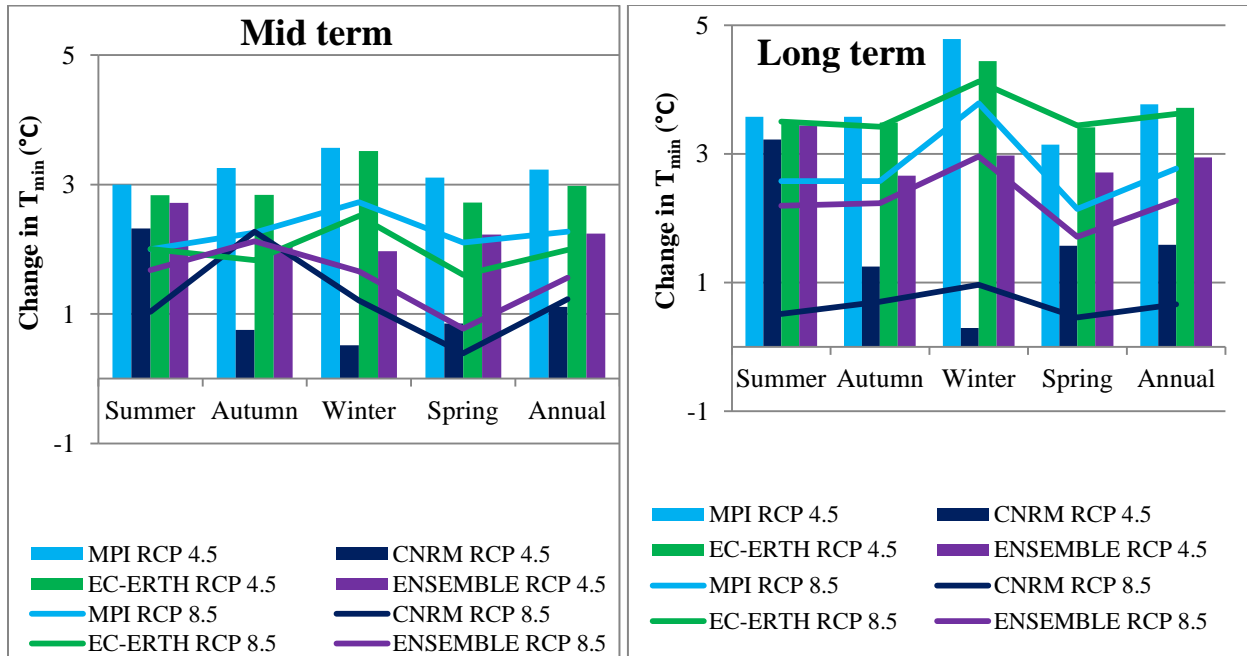 Mid term
Change in Tmin (°C)
5
3
1
-1
Summer Autumn Winter Spring Annual
MPI RCP 4.5
CNRM RCP 4.5
EC-ERTH RCP 4.5
ENSEMBLE RCP 4.5
MPI RCP 8.5
CNRM RCP 8.5
EC-ERTH RCP 8.5
ENSEMBLE RCP 8.5
Long term
Change in Tmin (°C)
5
3
1
-1
Summer Autumn Winter Spring Annual
MPI RCP 4.5
CNRM RCP 4.5
EC-ERTH RCP 4.5
ENSEMBLE RCP 4.5
MPI RCP 8.5
CNRM RCP 8.5
EC-ERTH RCP 8.5
ENSEMBLE RCP 8.5